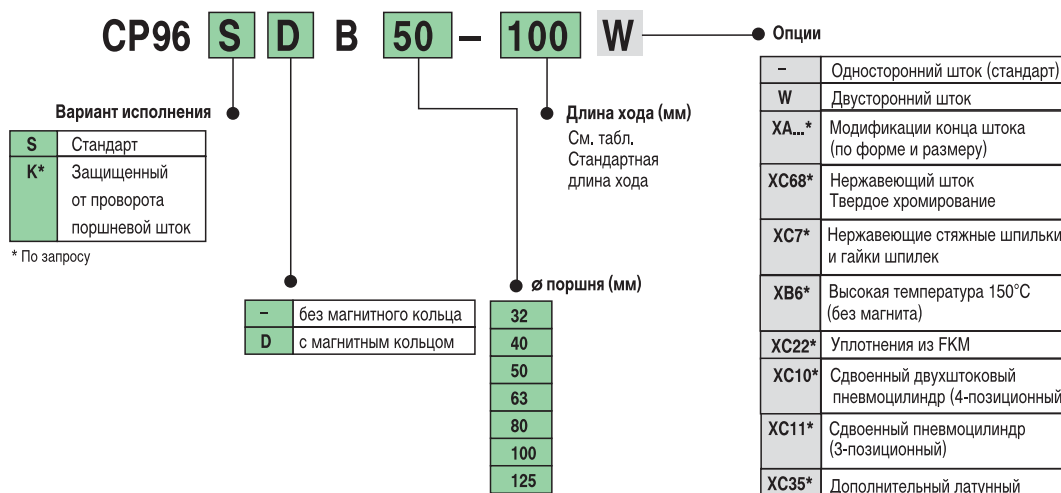 CP96 S D B 50 – 100 W
Опции
Вариант исполнения
S Стандарт
K* Защищенный
от проворота
поршневой шток
* По запросу
– без магнитного кольца
D с магнитным кольцом
ø поршня (мм)
32
40
50
63
80
100
125
Длина хода (мм)
См. табл.
Стандартная
длина хода
– Односторонний шток (стандарт)
W Двусторонний шток
XA...* Модификации конца штока
(по форме и размеру)
XC68* Нержавеющий шток
Твердое хромирование
XC7* Нержавеющие стяжные шпильки
и гайки шпилек
XB6* Высокая температура 150°C
(без магнита)
XC22* Уплотнения из FKM
XC10* Сдвоенный двухштоковый
пневмоцилиндр (4-позиционный
XC11* Сдвоенный пневмоцилиндр
(3-позиционный)
XC35* Дополнительный латунный